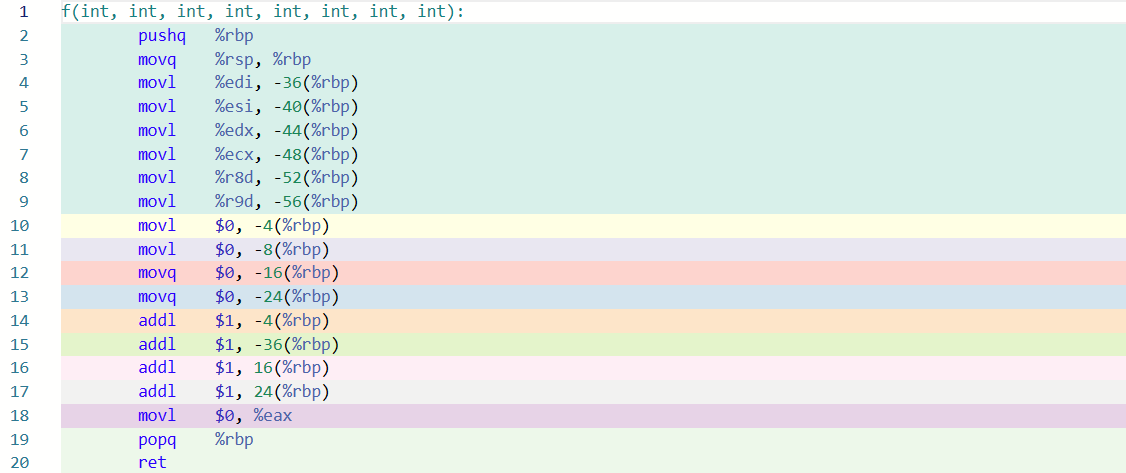 1 f(int, int, int, int, int, int, int, int):
2 pushq %rbp
3 movq %rsp, %rbp
4 movl %edi, -36(%rbp)
5 movl %esi, -40(%rbp)
6 movl %edx, -44(%rbp)
7 movl %ecx, -48(%rbp)
8 movl %r8d, -52(%rbp)
9 movl %r9d, -56(%rbp)
10 movl $0, -4(%rbp)
11 movl $0, -8(%rbp)
12 movq $0, -16(%rbp)
13 movq $0, -24(%rbp)
14 addl $1, -4(%rbp)
15 addl $1, -36(%rbp)
16 addl $1, 16(%rbp)
17 addl $1, 24(%rbp)
18 movl $0, %eax
19 popq %rbp
20 ret